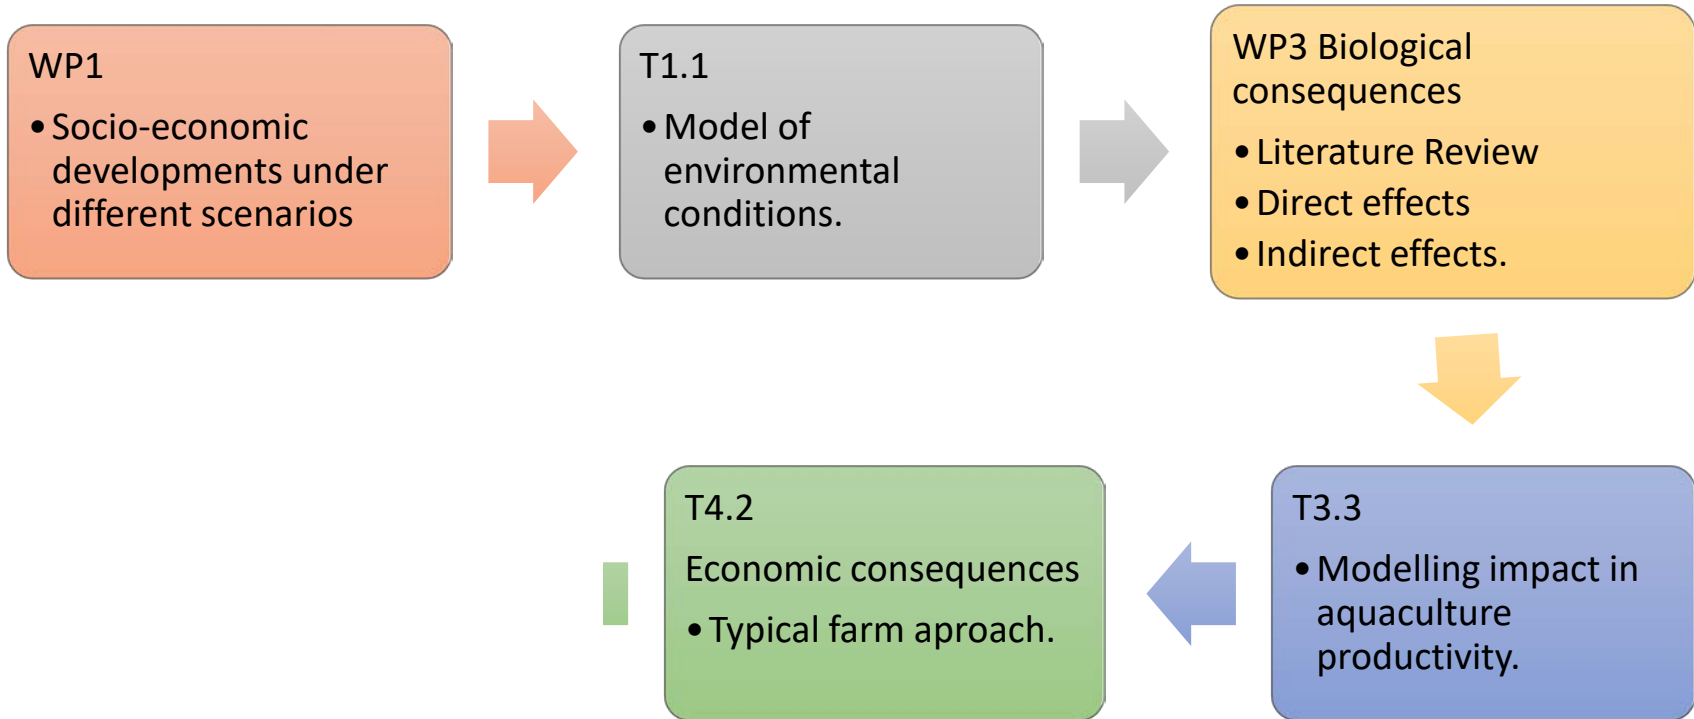 WP1
•Socio-economic
developments under
different scenarios
T1.1
•Model of
environmental
conditions.
WP3 Biological
consequences
•Literature Review
•Direct effects
•Indirect effects.
T4.2
Economic consequences
•Typical farm aproach.
T3.3
•Modelling impact in
aquaculture
productivity.